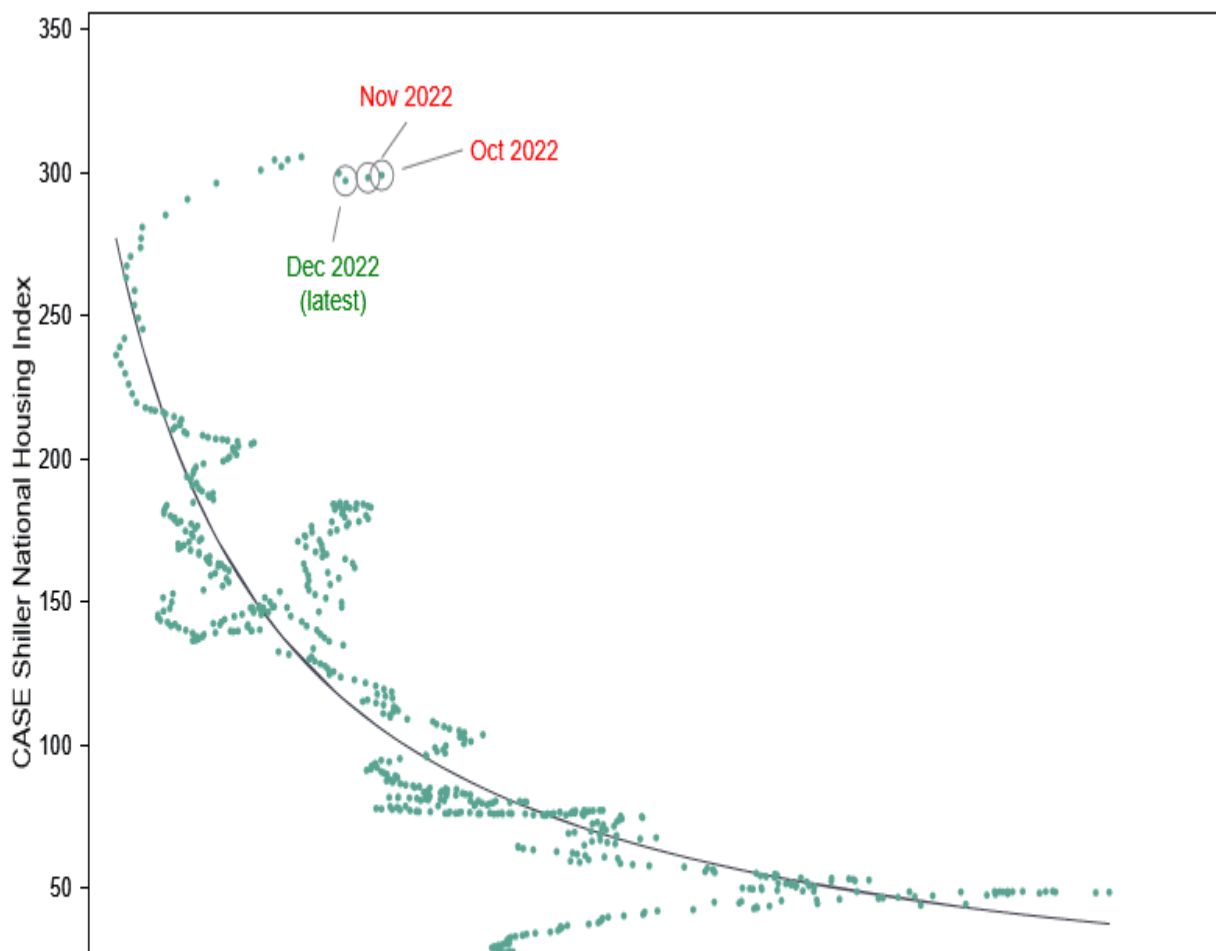 350
Nov 2022
Oct 2022
300
Dec 2022
(latest)
250
CASE Shiller National Housing Index
200
150
100
50